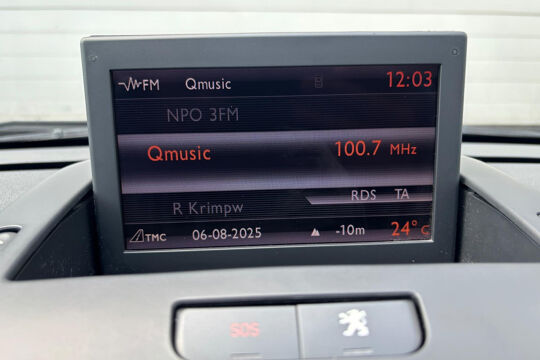 FM Qmusic 12:03
NPO 3FM
Qmusic 100.7 MHz
RDS TA
R Krimpw
TMC 06-08-2025 -10m 24°C
SOS